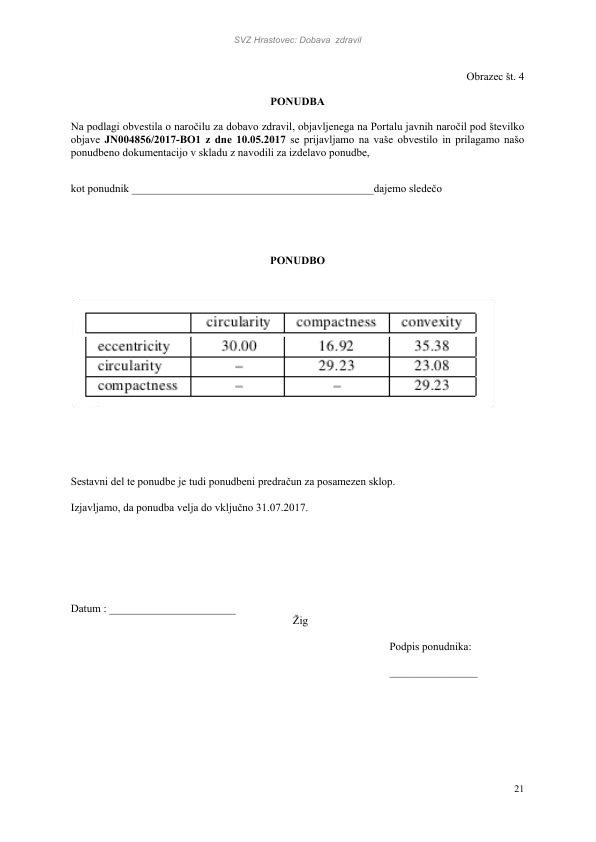 SVZ Hrastovec: Dobava zdravil
Obrazec št. 4
PONUDBA
Na podlagi obvestila o naročilu za dobavo zdravil, objavljenega na Portalu javnih naročil pod številko
objave JN004856/2017-BO1 z dne 10.05.2017 se prijavljamo na vaše obvestilo in prilagamo našo
ponudbeno dokumentacijo v skladu z navodili za izdelavo ponudbe,
kot ponudnik ____________________________________________dajemo sledečo
PONUDBO
circularity compactness convexity
eccentricity 30.00 16.92 35.38
circularity – 29.23 23.08
compactness – – 29.23
Sestavni del te ponudbe je tudi ponudbeni predračun za posamezen sklop.
Izjavljamo, da ponudba velja do vključno 31.07.2017.
Datum : _______________________
Žig
Podpis ponudnika:
________________
21